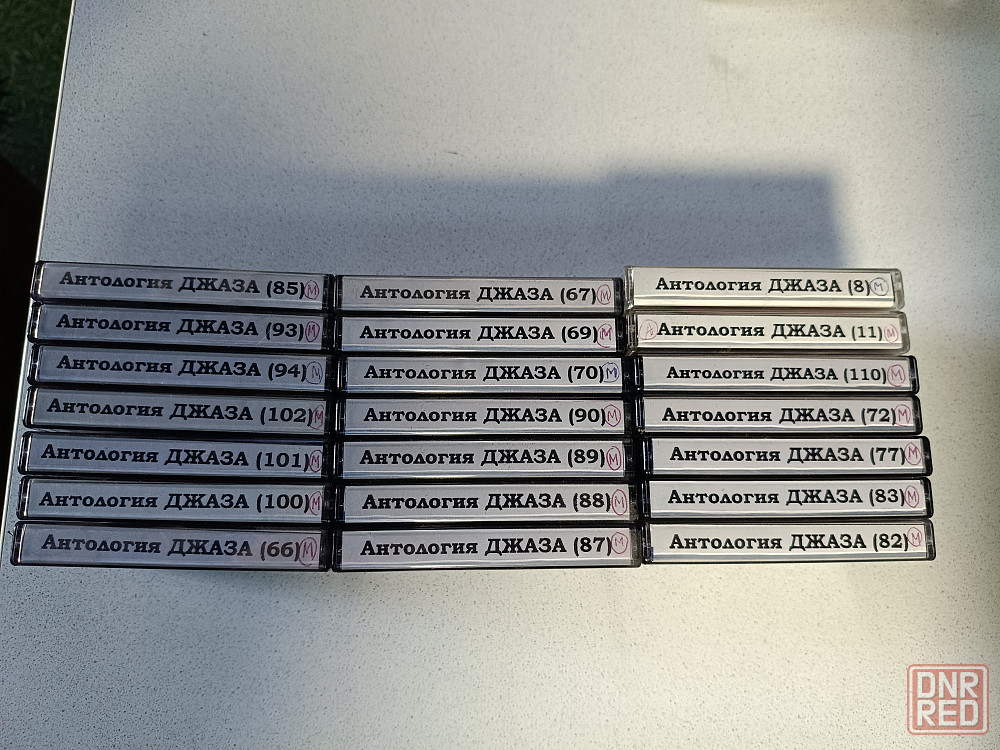 Антология ДЖАЗА (85) М
Антология ДЖАЗА (93) М
Антология ДЖАЗА (94)
Антология ДЖАЗА (102) М
Антология ДЖАЗА (101) М
Антология ДЖАЗА (100) М
Антология ДЖАЗА (66) М
Антология ДЖАЗА (67) М
Антология ДЖАЗА (69) М
Антология ДЖАЗА (70) М
Антология ДЖАЗА (90) М
Антология ДЖАЗА (89) М
Антология ДЖАЗА (88) М
Антология ДЖАЗА (87) М
Антология ДЖАЗА (8) М
А Антология ДЖАЗА (11) М
Антология ДЖАЗА (110) М
Антология ДЖАЗА (72) М
Антология ДЖАЗА (77) М
Антология ДЖАЗА (83) М
Антология ДЖАЗА (82) М
DNR
RED